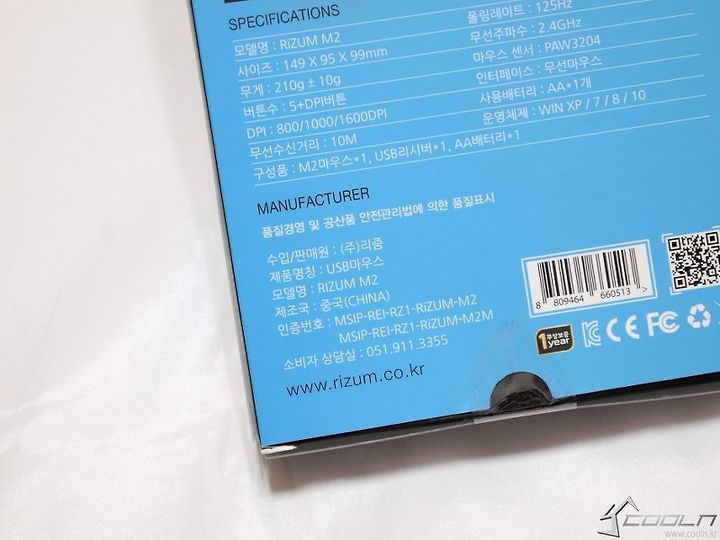 SPECIFICATIONS
모델명 : RiZUM M2
사이즈 : 149 X 95 X 99mm
무게 : 210g ± 10g
버튼수 : 5+DPI버튼
DPI : 800/1000/1600DPI
무선수신거리 : 10M
구성품 : M2마우스*1, USB리시버*1, AA배터리*1
폴링레이트 : 125Hz
무선주파수 : 2.4GHz
마우스 센서 : PAW3204
인터페이스 : 무선마우스
사용배터리 : AA*1개
운영체제 : WIN XP / 7 / 8 / 10
MANUFACTURER
품질경영 및 공산품 안전관리법에 의한 품질표시
수입/판매원 : (주)리줌
제품명칭 : USB마우스
모델명 : RIZUM M2
제조국 : 중국(CHINA)
인증번호 : MSIP-REI-RZ1-RiZUM-M2
MSIP-REI-RZ1-RiZUM-M2M
소비자 상담실 : 051.911.3355
www.rizum.co.kr
8 809464 660513 >
1 무상보증 year
CE FC
COOLN
www.cooln.kr